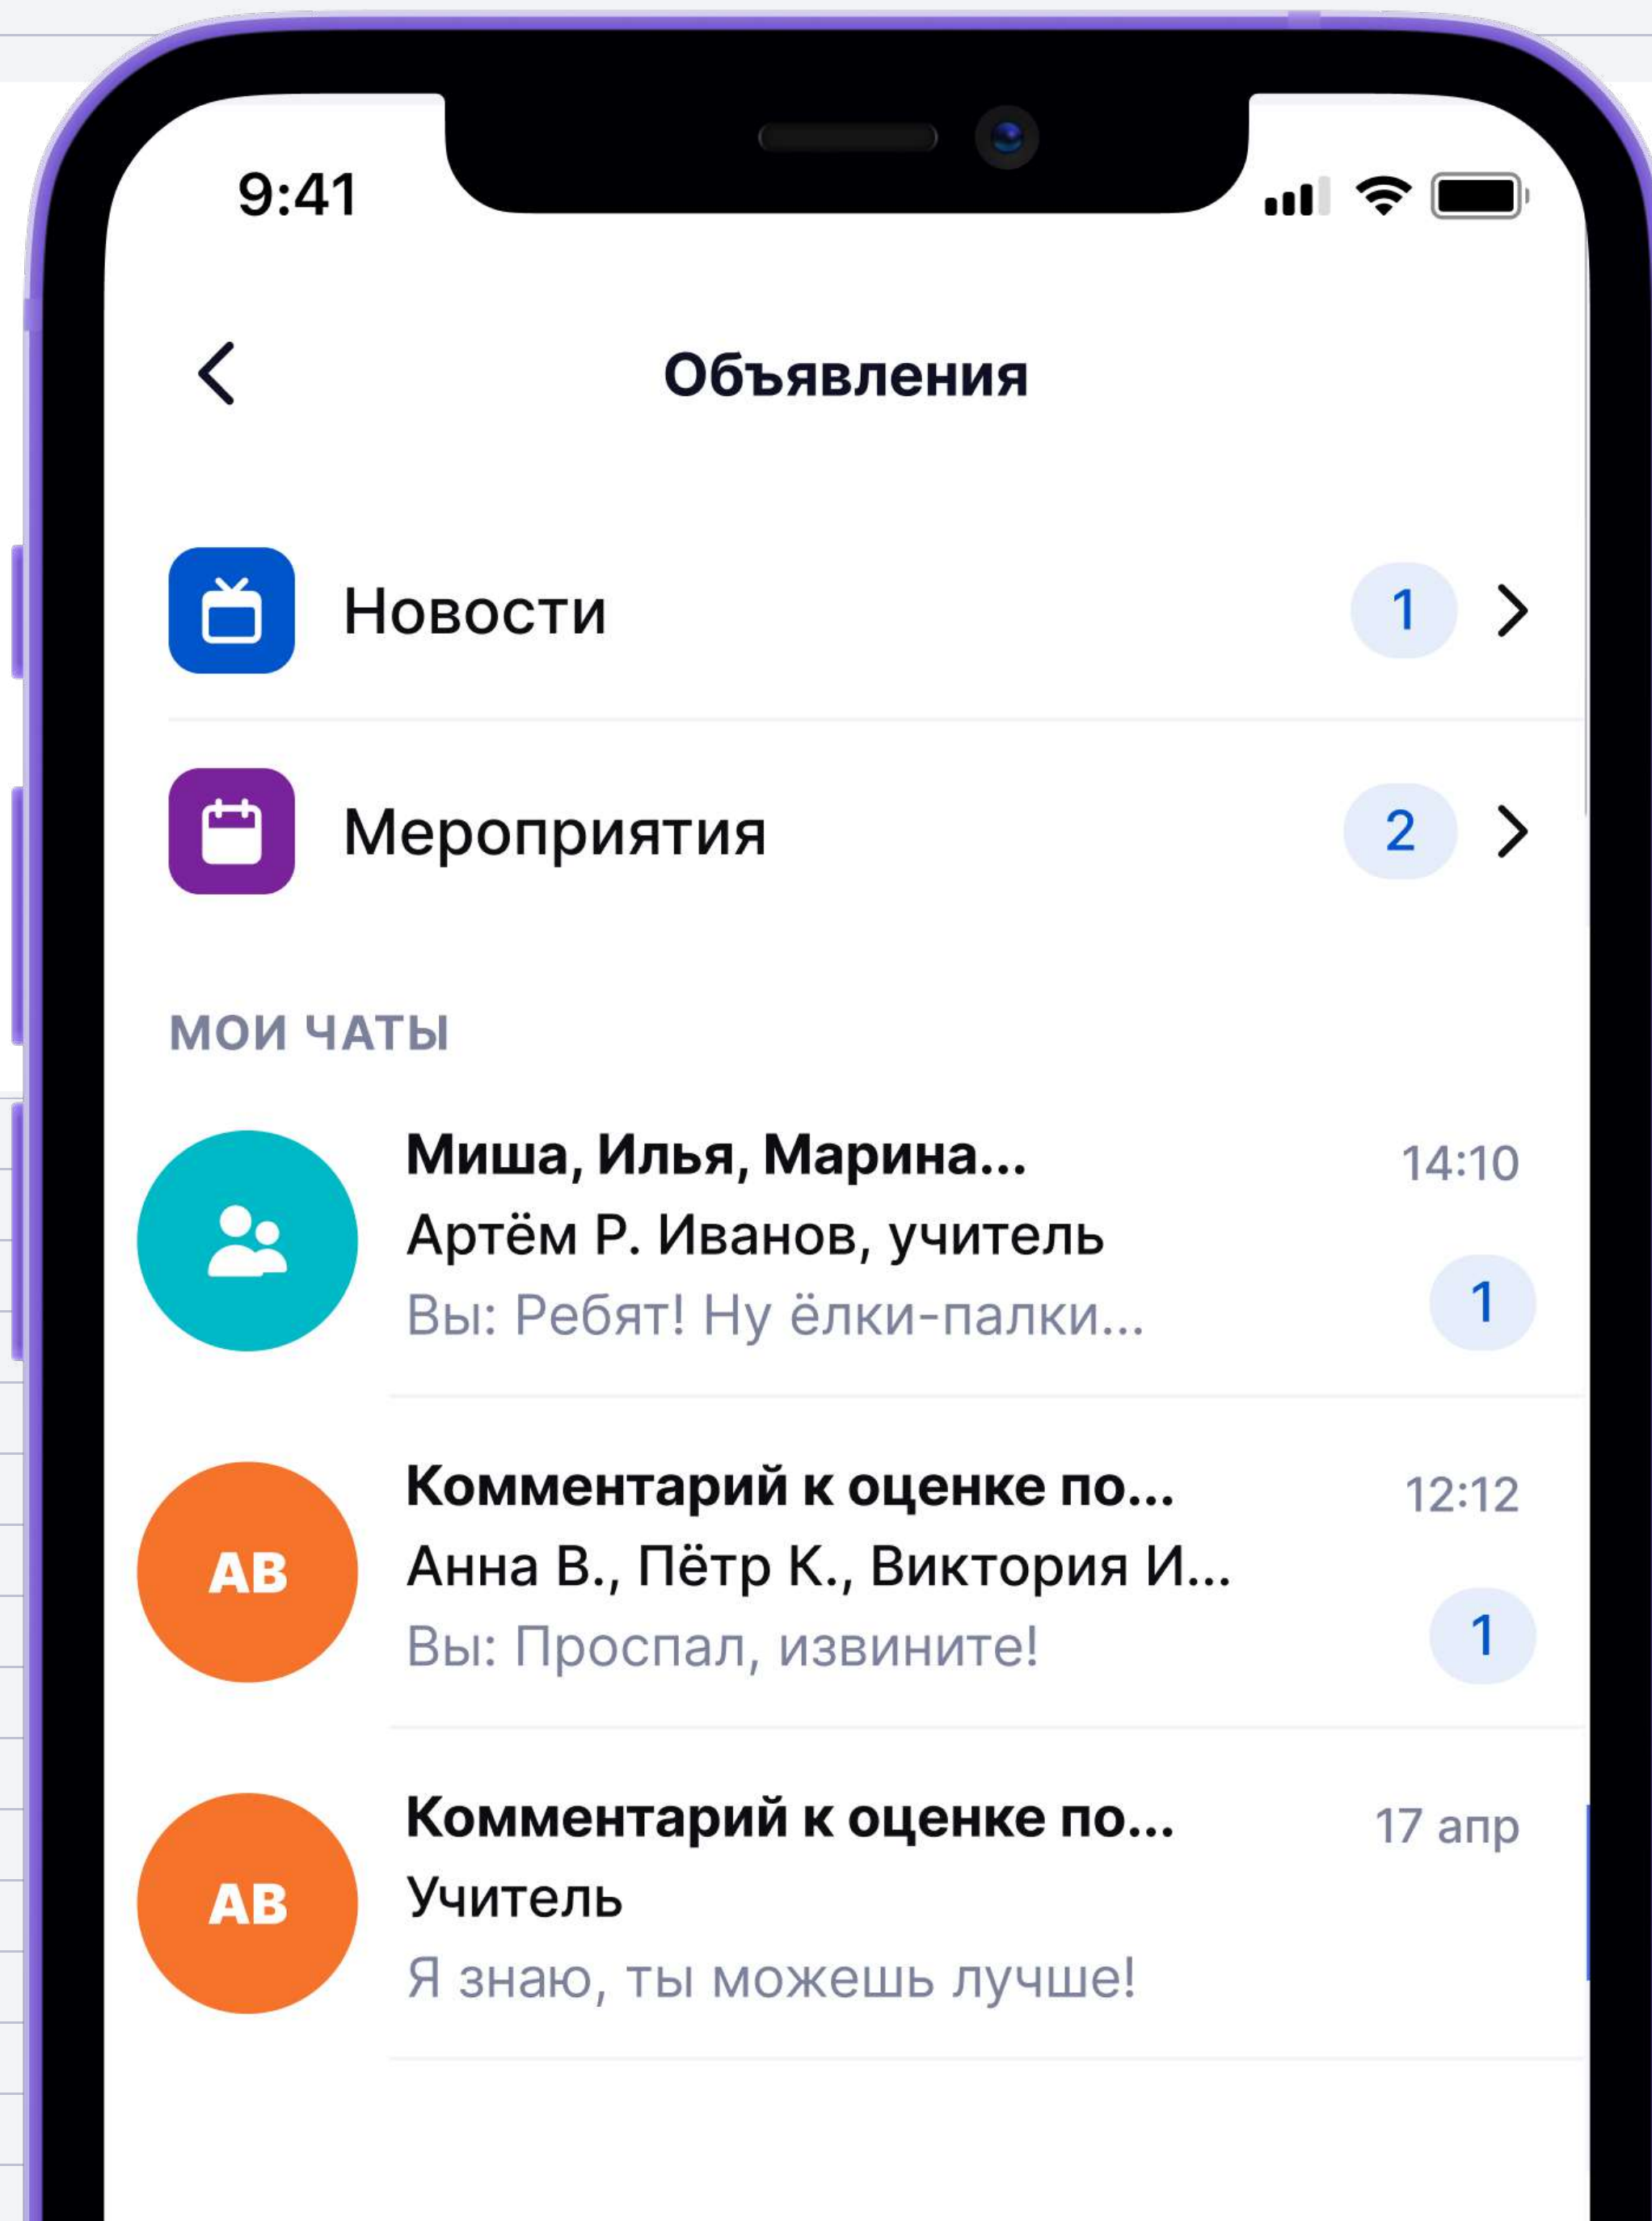 9:41
Объявления
Новости
1
Мероприятия
2
МОИ ЧАТЫ
Миша, Илья, Марина...
14:10
Артём Р. Иванов, учитель
Вы: Ребят! Ну ёлки-палки...
1
Комментарий к оценке по...
12:12
АВ
Анна В., Пётр К., Виктория И...
Вы: Проспал, извините!
1
Комментарий к оценке по...
17 апр
АВ
Учитель
Я знаю, ты можешь лучше!